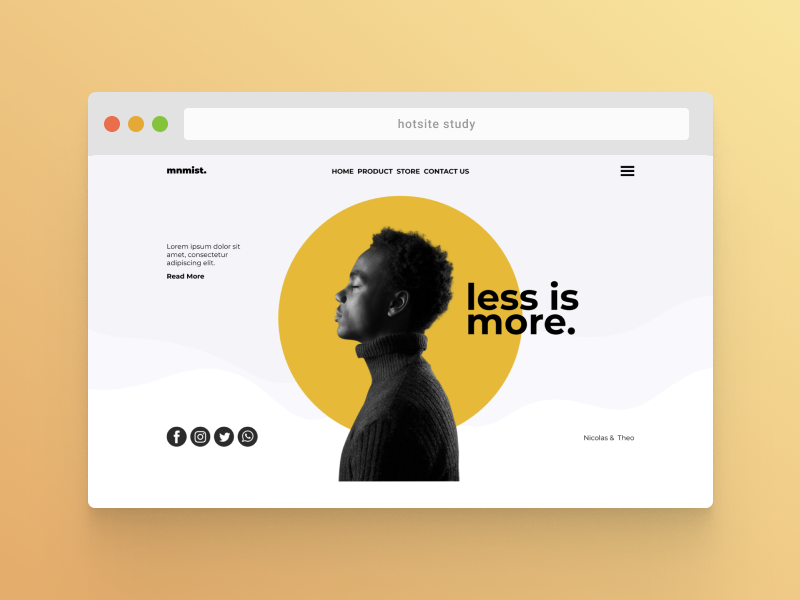 hotsite study
mnmist.
HOME PRODUCT STORE CONTACT US
Lorem ipsum dolor sit
amet, consectetur
adipiscing elit.
Read More
less is
more.
Nicolas & Theo